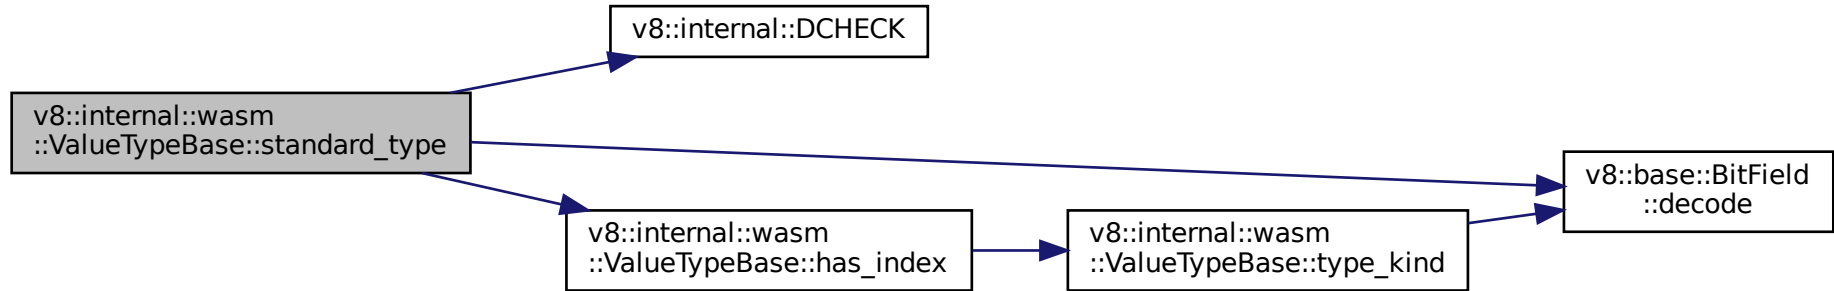 v8::internal::DCHECK
v8::internal::wasm
::ValueTypeBase::standard_type
v8::base::BitField
::decode
v8::internal::wasm
::ValueTypeBase::has_index
v8::internal::wasm
::ValueTypeBase::type_kind